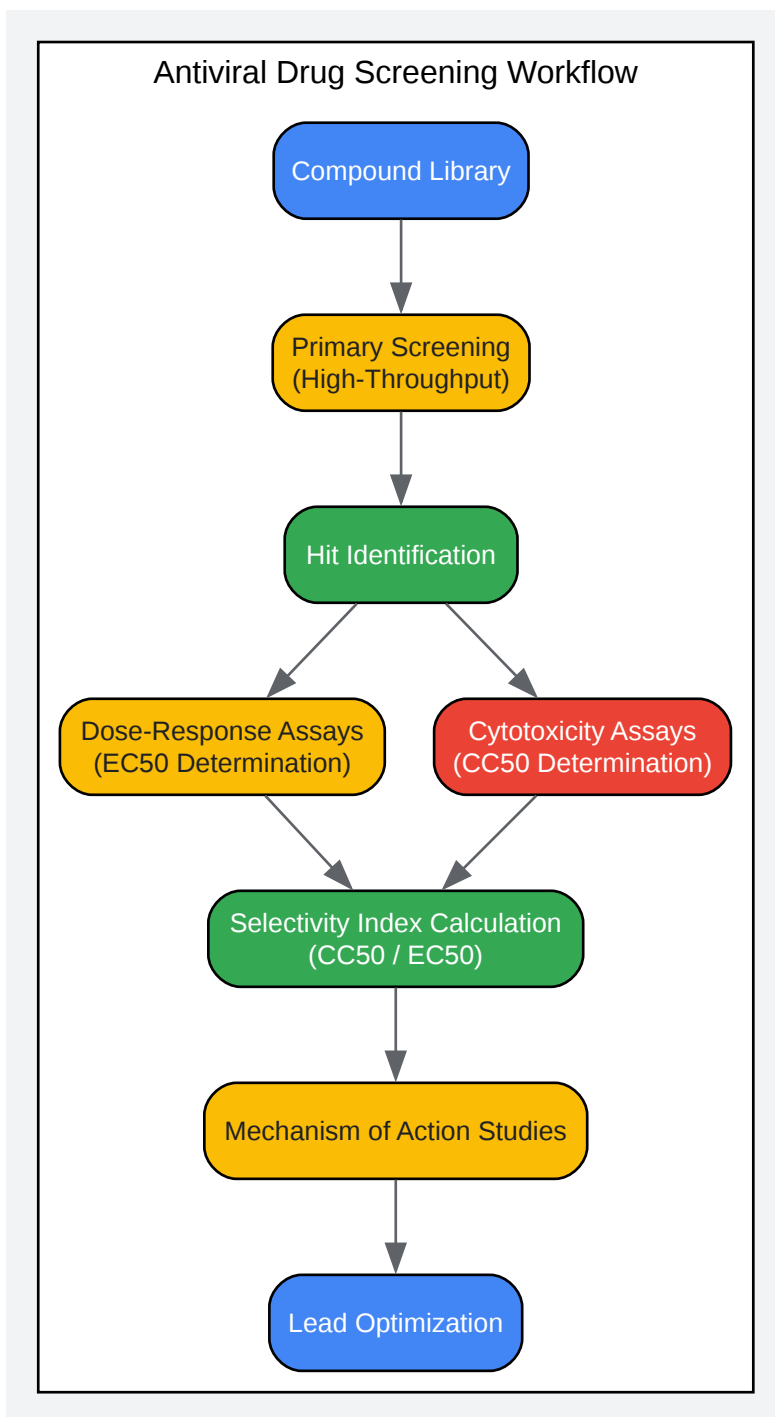 Antiviral Drug Screening Workflow
Compound Library
Primary Screening
(High-Throughput)
Hit Identification
Dose-Response Assays
(EC50 Determination)
Cytotoxicity Assays
(CC50 Determination)
Selectivity Index Calculation
(CC50 / EC50)
Mechanism of Action Studies
Lead Optimization